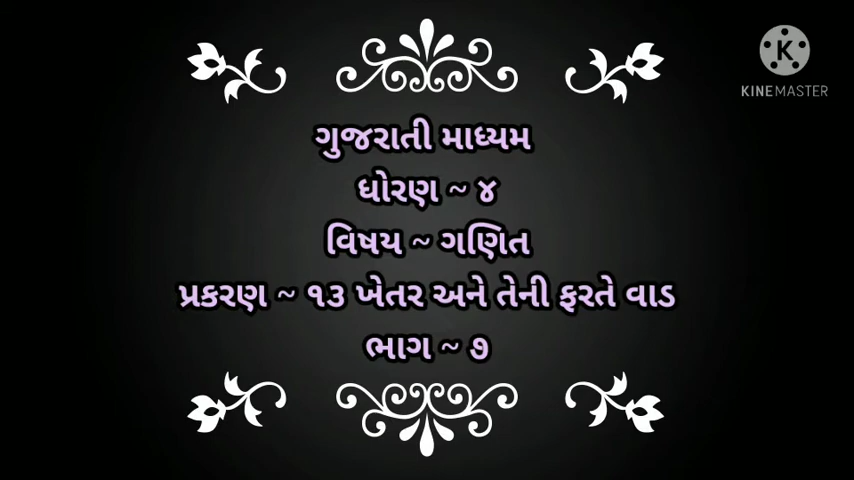 K
KINEMASTER
ગુજરાતી માધ્યમ
ધોરણ ~ ૪
વિષય ~ ગણિત
પ્રકરણ ~ ૧૩ ખેતર અને તેની ફરતે વાડ
ભાગ ~ ૭